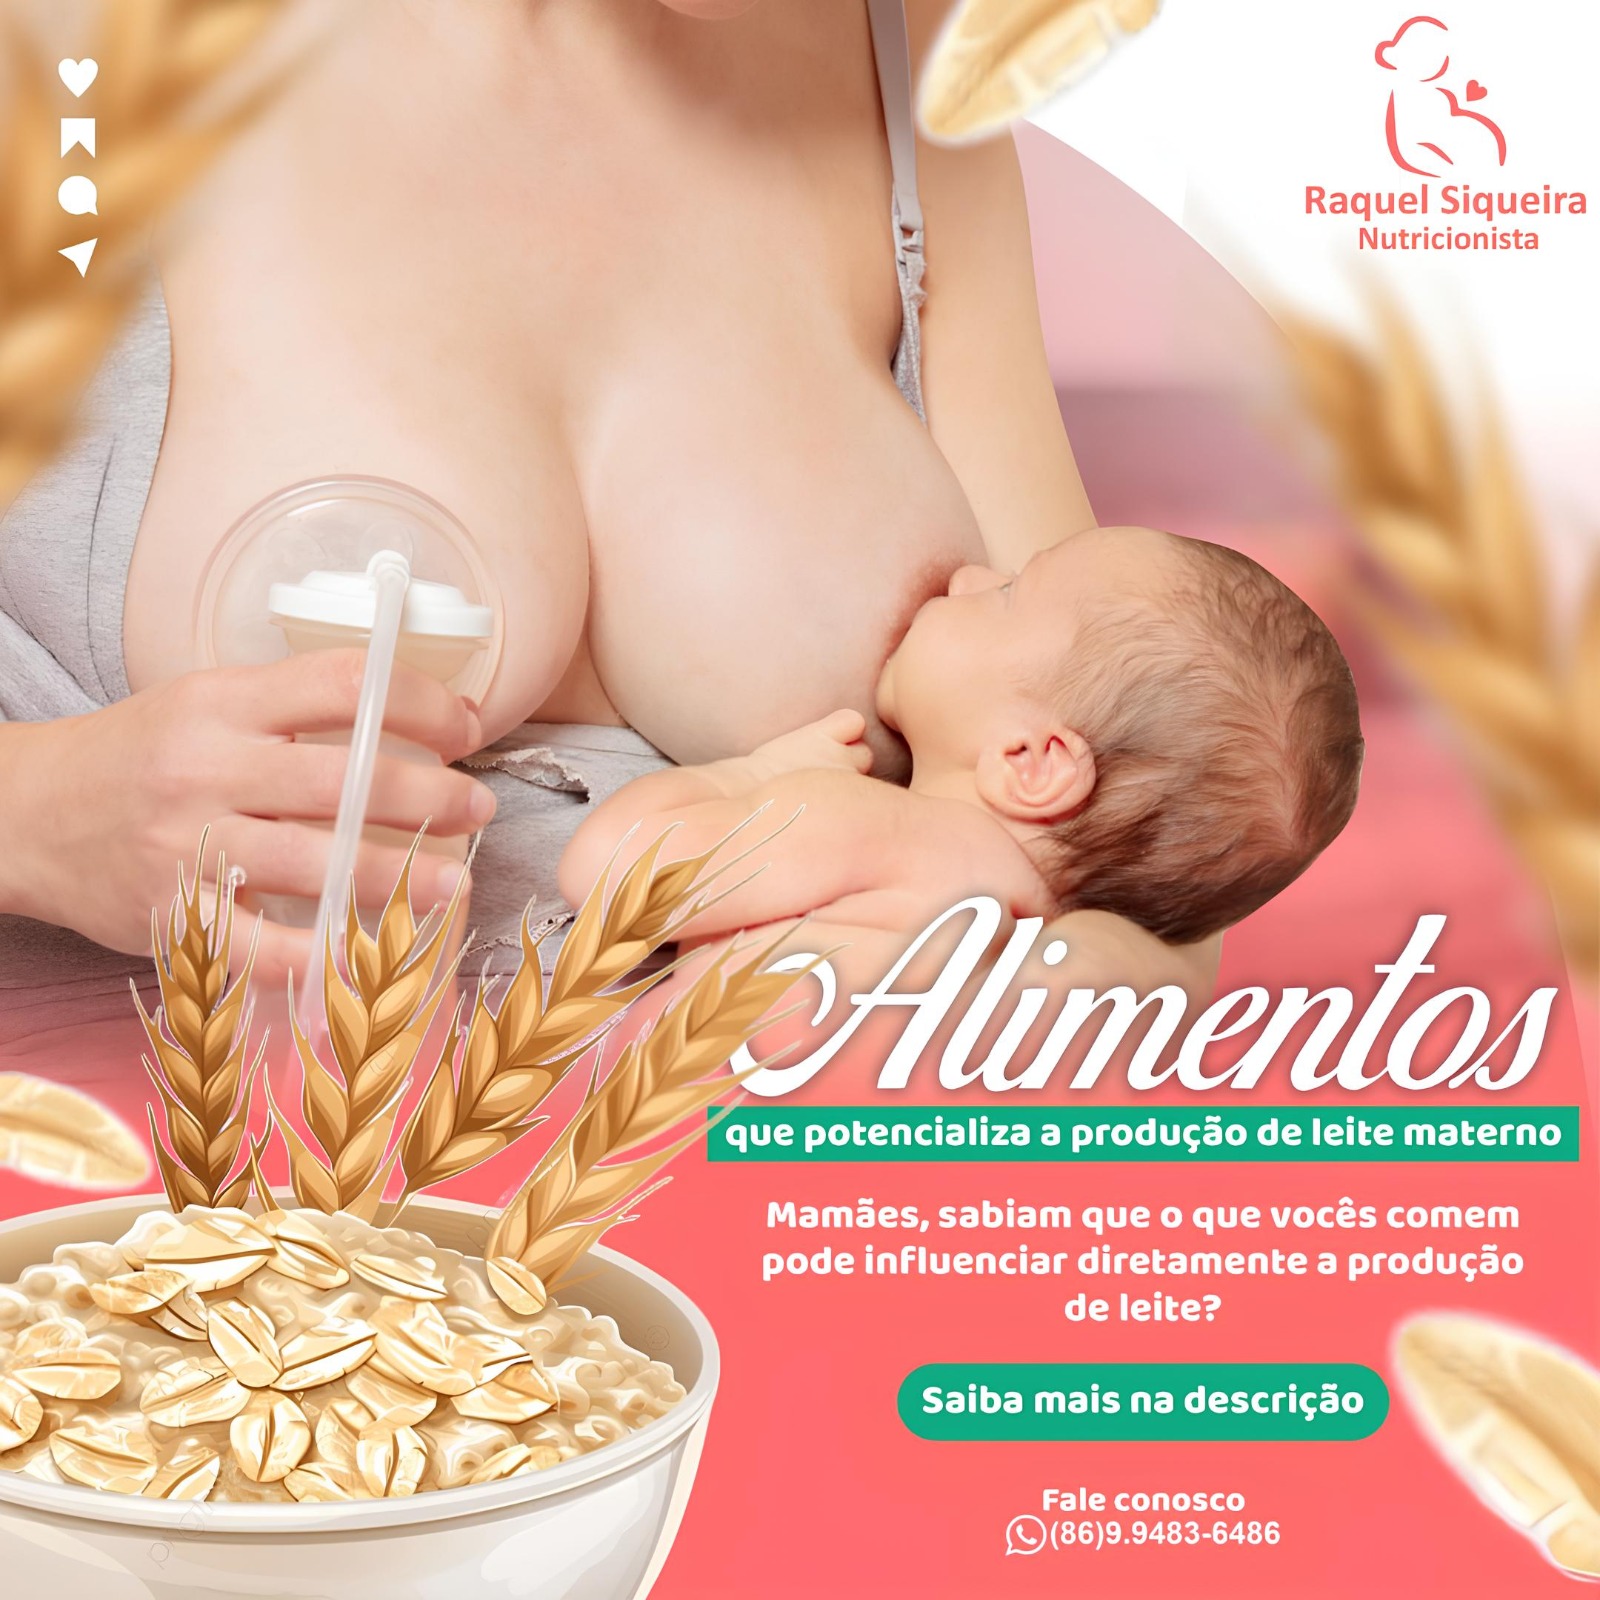 Raquel Siqueira
Nutricionista
Alimentos
que potencializa a produção de leite materno
Mamães, sabiam que o que vocês comem
pode influenciar diretamente a produção
de leite?
Saiba mais na descrição
Fale conosco
(86)9.9483-6486